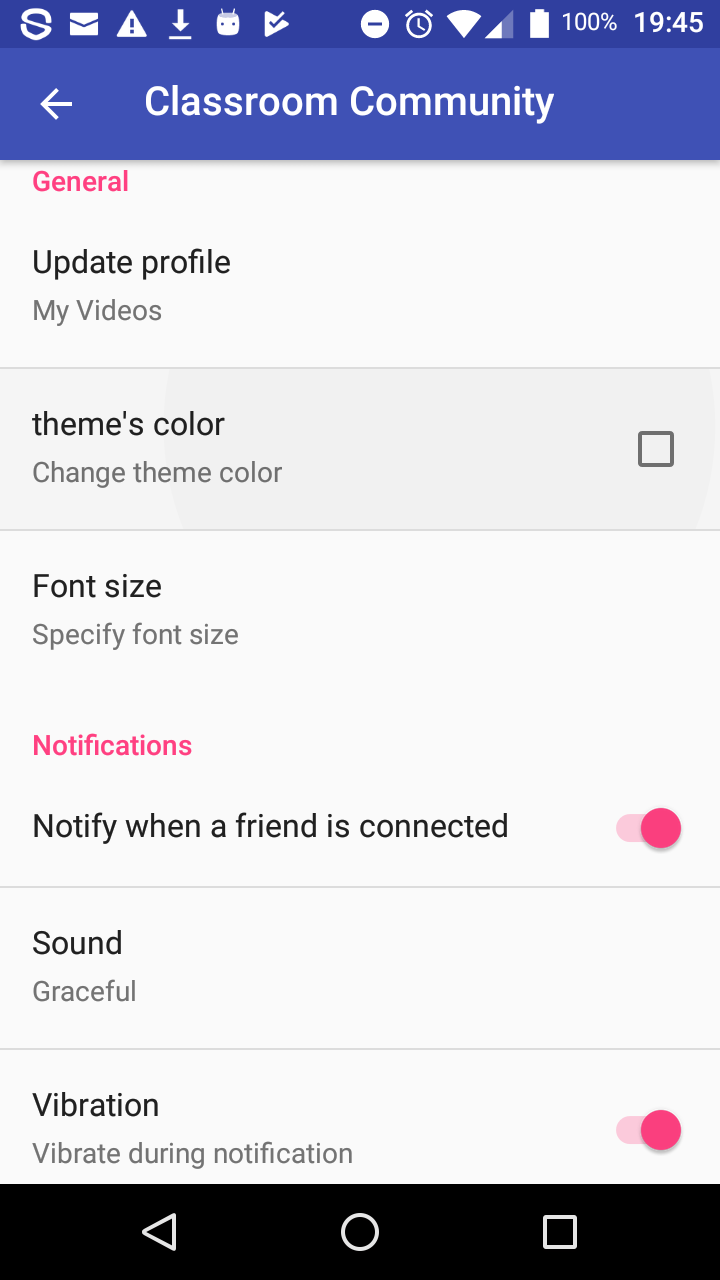 100% 19:45
Classroom Community
General
Update profile
My Videos
theme's color
Change theme color
Font size
Specify font size
Notifications
Notify when a friend is connected
Sound
Graceful
Vibration
Vibrate during notification